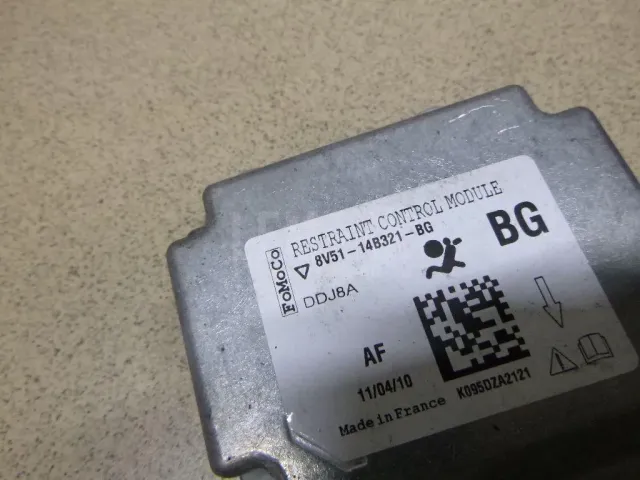 FoMoCo
RESTRAINT CONTROL MODULE
8V51-14B321-BG
BG
DDJ8A
AF
11/04/10
Made in France
K095DZA2121